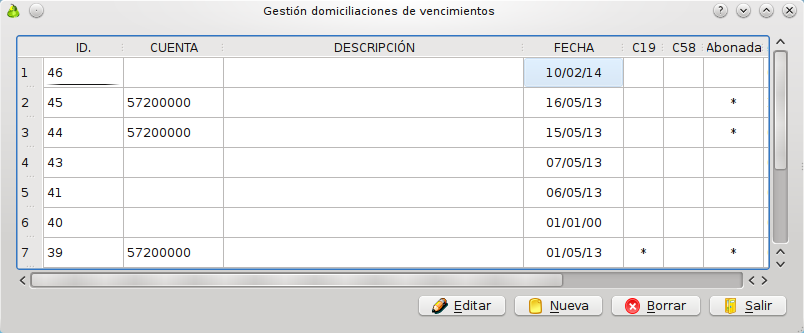 Gestión domiciliaciones de vencimientos
ID. CUENTA DESCRIPCIÓN FECHA C19 C58 Abonada
1 46 10/02/14
2 45 57200000 16/05/13 *
3 44 57200000 15/05/13 *
4 43 07/05/13
5 41 06/05/13
6 40 01/01/00
7 39 57200000 01/05/13 * *
Editar Nueva Borrar Salir